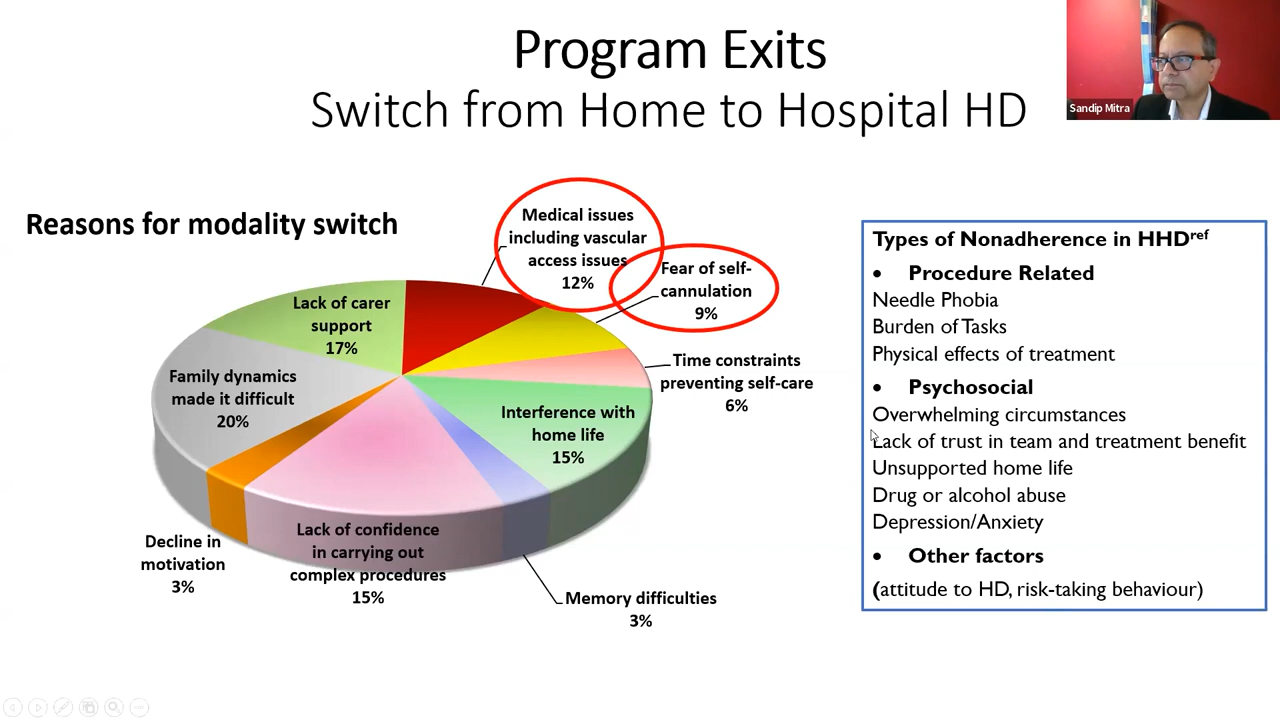 Program Exits
Switch from Home to Hospital HD
Sandip Mitra
Reasons for modality switch
Medical issues
including vascular
access issues
12%
Fear of self-
cannulation
9%
Time constraints
preventing self-care
6%
Interference with
home life
15%
Memory difficulties
3%
Lack of confidence
in carrying out
complex procedures
15%
Decline in
motivation
3%
Family dynamics
made it difficult
20%
Lack of carer
support
17%
Types of Nonadherence in HHDref
• Procedure Related
Needle Phobia
Burden of Tasks
Physical effects of treatment
• Psychosocial
Overwhelming circumstances
Lack of trust in team and treatment benefit
Unsupported home life
Drug or alcohol abuse
Depression/Anxiety
• Other factors
(attitude to HD, risk-taking behaviour)